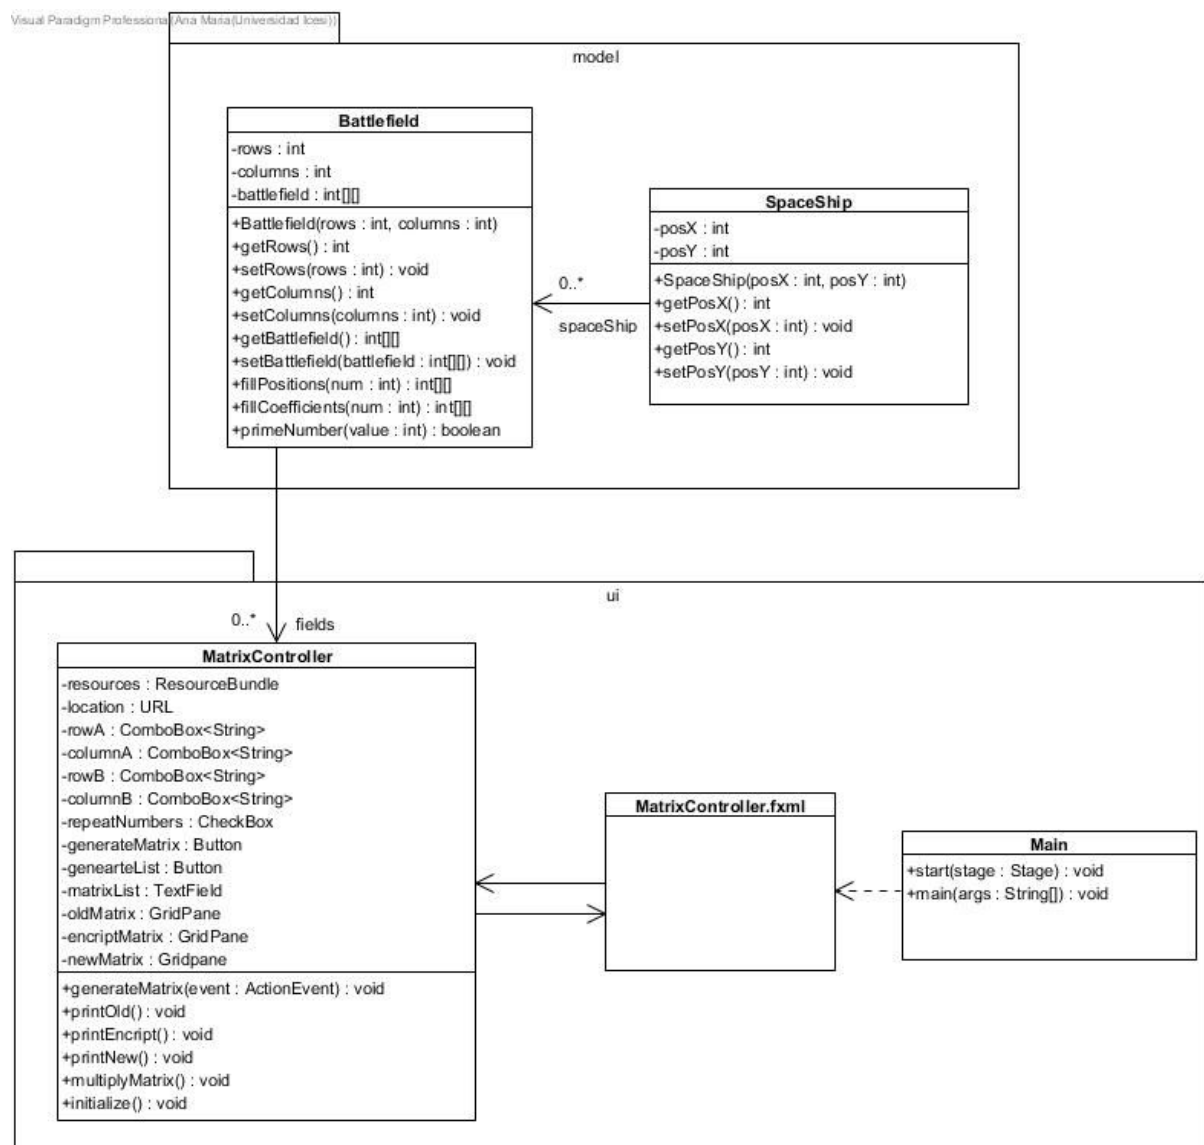 Visual Paradigm Professional(Ana Maria(Universidad Icesi))
model
Battlefield
-rows : int
-columns : int
-battlefield : int[][]
+Battlefield(rows : int, columns : int)
+getRows() : int
+setRows(rows : int) : void
+getColumns() : int
+setColumns(columns : int) : void
+getBattlefield() : int[][]
+setBattlefield(battlefield : int[][]) : void
+fillPositions(num : int) : int[][]
+fillCoefficients(num : int) : int[][]
+primeNumber(value : int) : boolean
0..*
spaceShip
SpaceShip
-posX : int
-posY : int
+SpaceShip(posX : int, posY : int)
+getPosX() : int
+setPosX(posX : int) : void
+getPosY() : int
+setPosY(posY : int) : void
ui
0..*
fields
MatrixController
-resources : ResourceBundle
-location : URL
-rowA : ComboBox<String>
-columnA : ComboBox<String>
-rowB : ComboBox<String>
-columnB : ComboBox<String>
-repeatNumbers : CheckBox
-generateMatrix : Button
-genearteList : Button
-matrixList : TextField
-oldMatrix : GridPane
-encriptMatrix : GridPane
-newMatrix : Gridpane
+generateMatrix(event : ActionEvent) : void
+printOld() : void
+printEncript() : void
+printNew() : void
+multiplyMatrix() : void
+initialize() : void
MatrixController.fxml
Main
+start(stage : Stage) : void
+main(args : String[]) : void